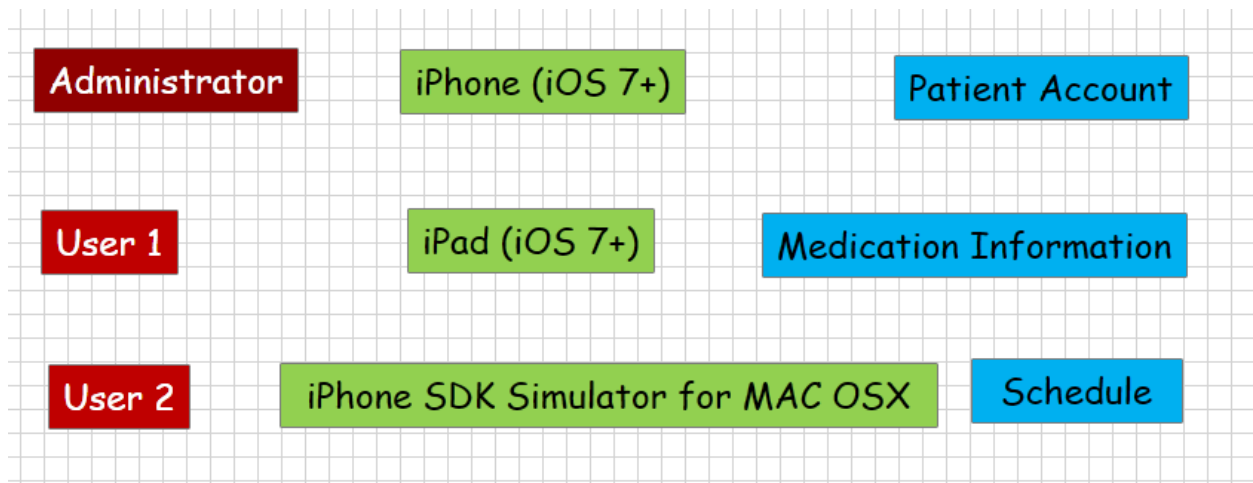 Administrator
iPhone (iOS 7+)
Patient Account
User 1
iPad (iOS 7+)
Medication Information
User 2
iPhone SDK Simulator for MAC OSX
Schedule